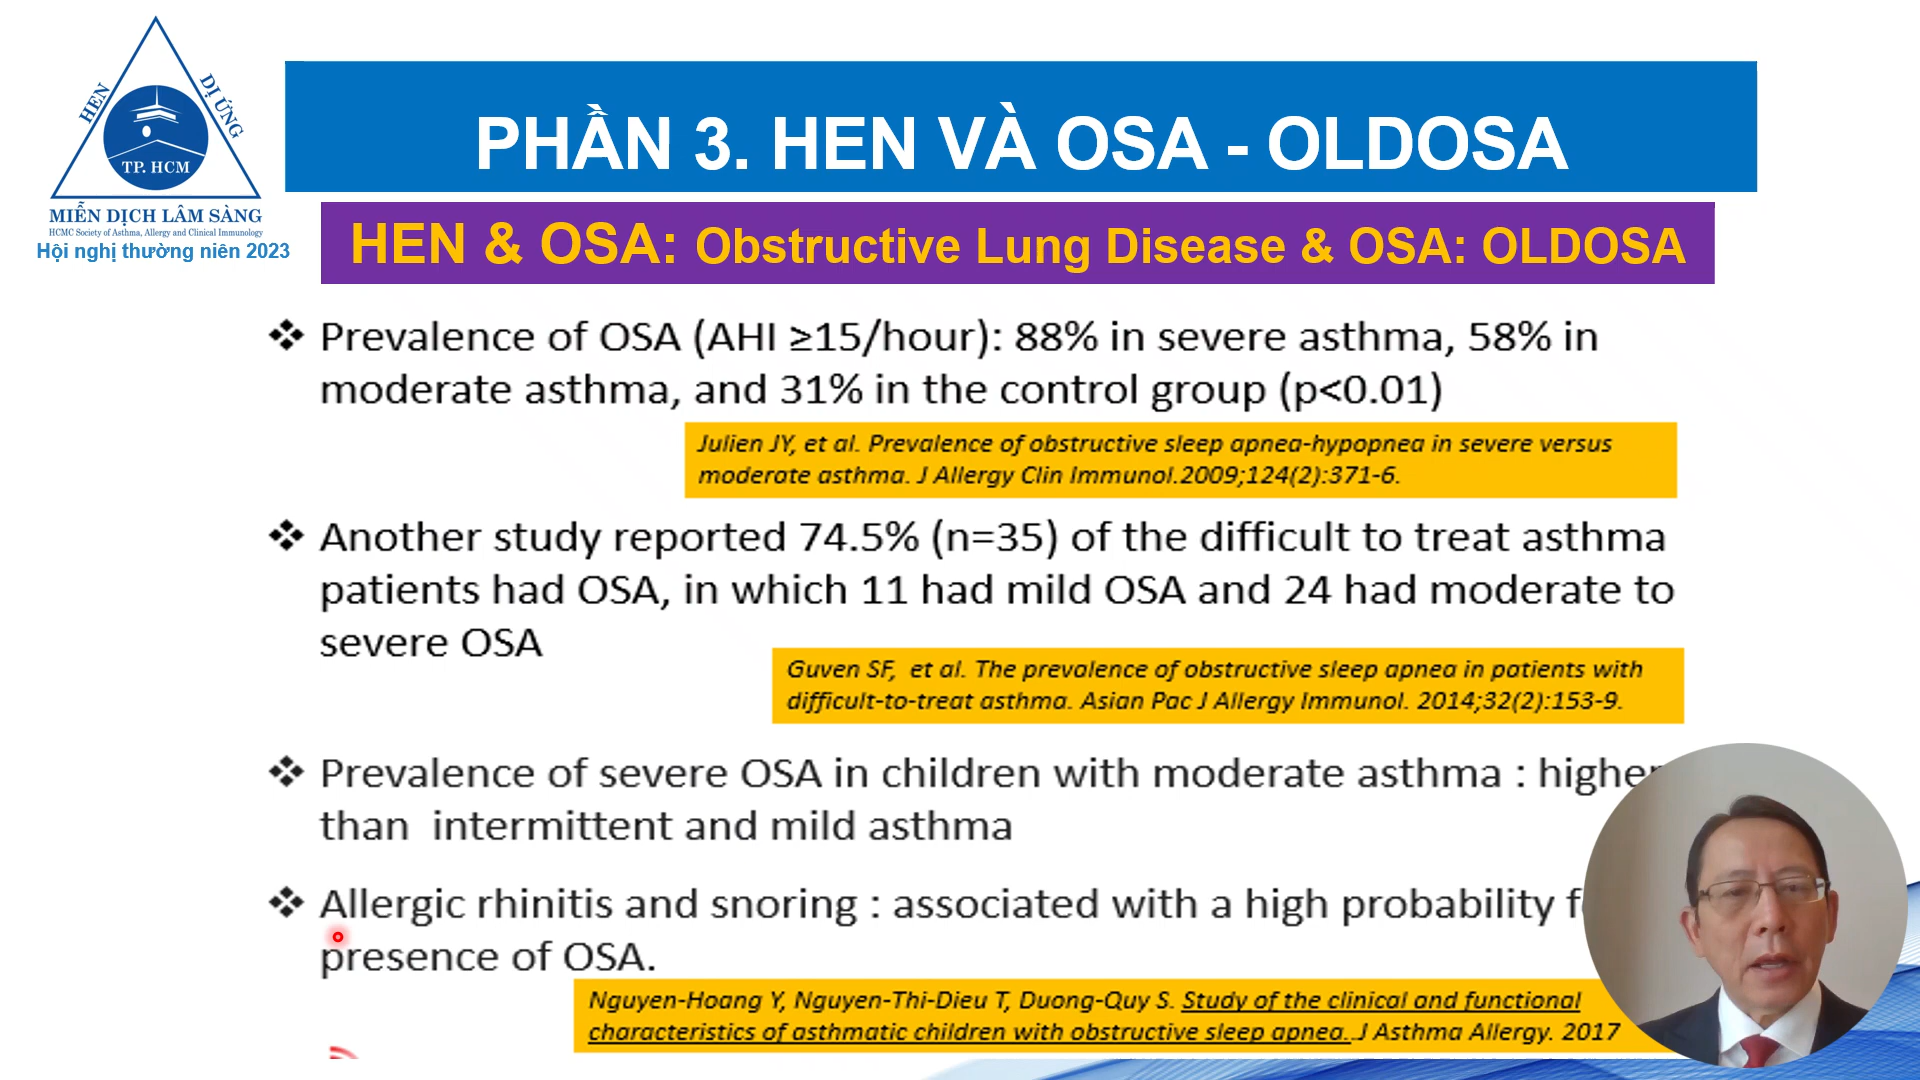 HEN
DỊ ỨNG
TP. HCM
MIỄN DỊCH LÂM SÀNG
HCMC Society of Asthma, Allergy and Clinical Immunology
Hội nghị thường niên 2023
PHẦN 3. HEN VÀ OSA - OLDOSA
HEN & OSA: Obstructive Lung Disease & OSA: OLDOSA
❖ Prevalence of OSA (AHI ≥15/hour): 88% in severe asthma, 58% in
moderate asthma, and 31% in the control group (p<0.01)
Julien JY, et al. Prevalence of obstructive sleep apnea-hypopnea in severe versus
moderate asthma. J Allergy Clin Immunol.2009;124(2):371-6.
❖ Another study reported 74.5% (n=35) of the difficult to treat asthma
patients had OSA, in which 11 had mild OSA and 24 had moderate to
severe OSA
Guven SF, et al. The prevalence of obstructive sleep apnea in patients with
difficult-to-treat asthma. Asian Pac J Allergy Immunol. 2014;32(2):153-9.
❖ Prevalence of severe OSA in children with moderate asthma : higher
than intermittent and mild asthma
❖ Allergic rhinitis and snoring : associated with a high probability
presence of OSA.
Nguyen-Hoang Y, Nguyen-Thi-Dieu T, Duong-Quy S. Study of the clinical and functional
characteristics of asthmatic children with obstructive sleep apnea..J Asthma Allergy. 2017